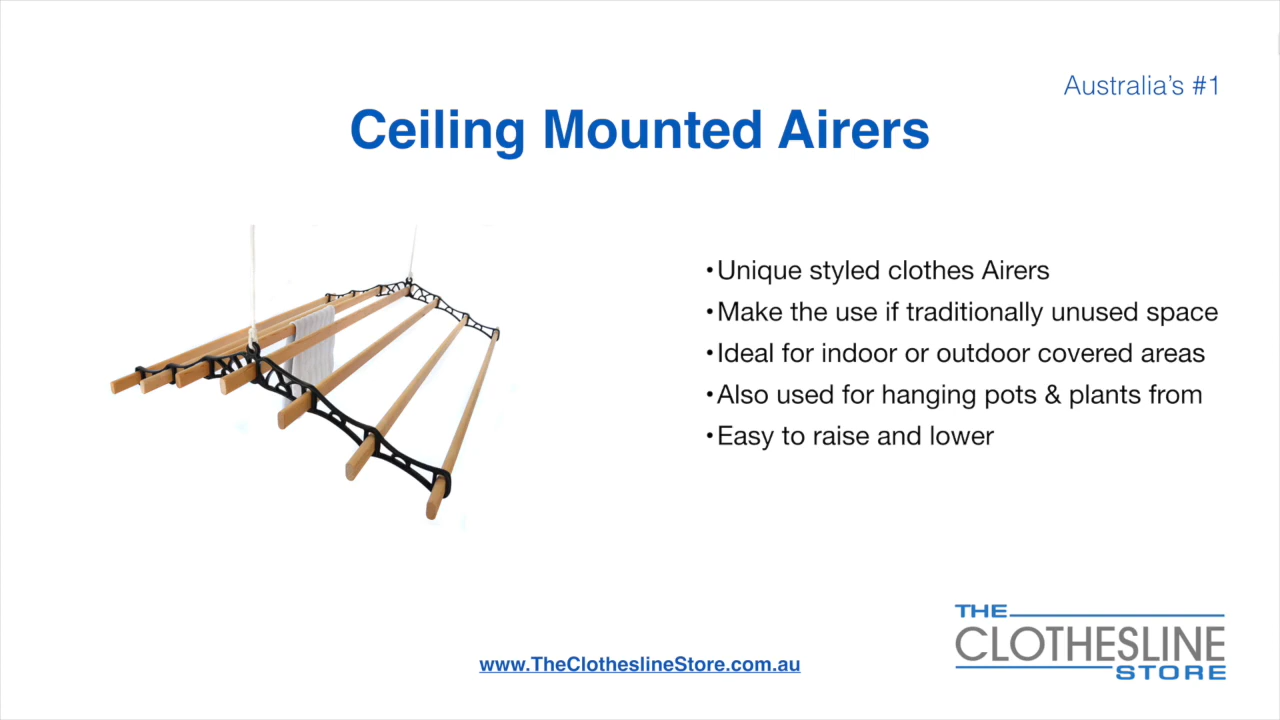 Australia's #1
Ceiling Mounted Airers
•Unique styled clothes Airers
•Make the use if traditionally unused space
•Ideal for indoor or outdoor covered areas
•Also used for hanging pots & plants from
•Easy to raise and lower
THE
CLOTHESLINE
STORE
www.TheClotheslineStore.com.au